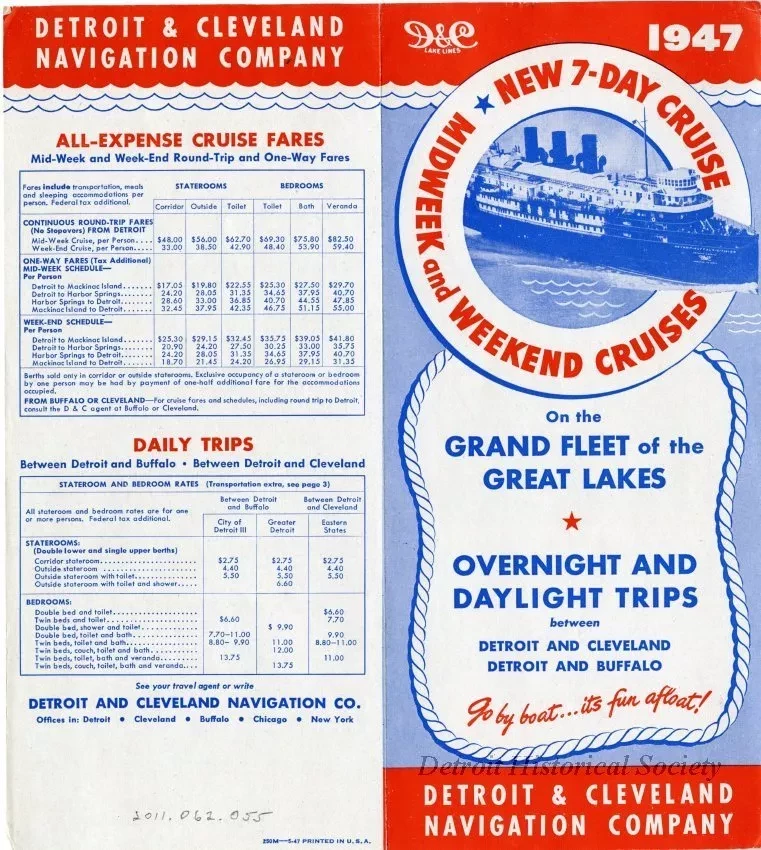 DETROIT & CLEVELAND
NAVIGATION COMPANY
ALL-EXPENSE CRUISE FARES
Mid-Week and Week-End Round-Trip and One-Way Fares
Fares include transportation, meals and sleeping accommodations per person. Federal tax additional.
STATEROOMS BEDROOMS
Corridor Outside Toilet Toilet Bath Veranda
CONTINUOUS ROUND-TRIP FARES
(No Stopovers) FROM DETROIT
Mid-Week Cruise, per Person.... $48.00 $56.00 $62.70 $69.30 $75.80 $82.50
Week-End Cruise, per Person..... 33.00 38.50 42.90 48.40 53.90 59.40
ONE-WAY FARES (Tax Additional)
MID-WEEK SCHEDULE—
Per Person
Detroit to Mackinac Island....... $17.05 $19.80 $22.55 $25.30 $27.50 $29.70
Detroit to Harbor Springs....... 24.20 28.05 31.35 34.65 37.95 40.70
Harbor Springs to Detroit....... 28.60 33.00 36.85 40.70 44.55 47.85
Mackinac Island to Detroit....... 32.45 37.95 42.35 46.75 51.15 55.00
WEEK-END SCHEDULE—
Per Person
Detroit to Mackinac Island....... $25.30 $29.15 $32.45 $35.75 $39.05 $41.80
Detroit to Harbor Springs....... 20.90 24.20 27.50 30.25 33.00 35.75
Harbor Springs to Detroit....... 24.20 28.05 31.35 34.65 37.95 40.70
Mackinac Island to Detroit....... 18.70 21.45 24.20 26.95 29.15 31.35
Berths sold only in corridor or outside staterooms. Exclusive occupancy of a stateroom or bedroom
by one person may be had by payment of one-half additional fare for the accommodations
occupied.
FROM BUFFALO OR CLEVELAND—For cruise fares and schedules, including round trip to Detroit,
consult the D & C agent at Buffalo or Cleveland.
DAILY TRIPS
Between Detroit and Buffalo • Between Detroit and Cleveland
STATEROOM AND BEDROOM RATES (Transportation extra, see page 3)
All stateroom and bedroom rates are for one
or more persons. Federal tax additional.
Between Detroit and Buffalo
Between Detroit and Cleveland
City of Detroit III
Greater Detroit
Eastern States
STATEROOMS:
(Double lower and single upper berths)
Corridor stateroom........................ $2.75 $2.75 $2.75
Outside stateroom ........................ 4.40 4.40 4.40
Outside stateroom with toilet............... 5.50 5.50 5.50
Outside stateroom with toilet and shower..... 6.60
BEDROOMS:
Double bed and toilet..................... $6.60
Twin beds and toilet..................... $6.60 7.70
Double bed, shower and toilet............. $ 9.90
Double bed, toilet and bath............... 7.70–11.00 9.90
Twin beds, toilet and bath................ 8.80– 9.90 11.00 8.80–11.00
Twin beds, couch, toilet and bath.......... 12.00
Twin beds, toilet, bath and veranda......... 13.75 11.00
Twin beds, couch, toilet, bath and veranda.... 13.75
See your travel agent or write
DETROIT AND CLEVELAND NAVIGATION CO.
Offices in: Detroit • Cleveland • Buffalo • Chicago • New York
2011.062.055
250M—5-47 PRINTED IN U. S. A.
D&C
LAKE LINES
1947
NEW 7-DAY CRUISE
MIDWEEK and WEEKEND CRUISES
On the
GRAND FLEET of the
GREAT LAKES
OVERNIGHT AND
DAYLIGHT TRIPS
between
DETROIT AND CLEVELAND
DETROIT AND BUFFALO
Go by boat...its fun afloat!
Detroit Historical Society
DETROIT & CLEVELAND
NAVIGATION COMPANY